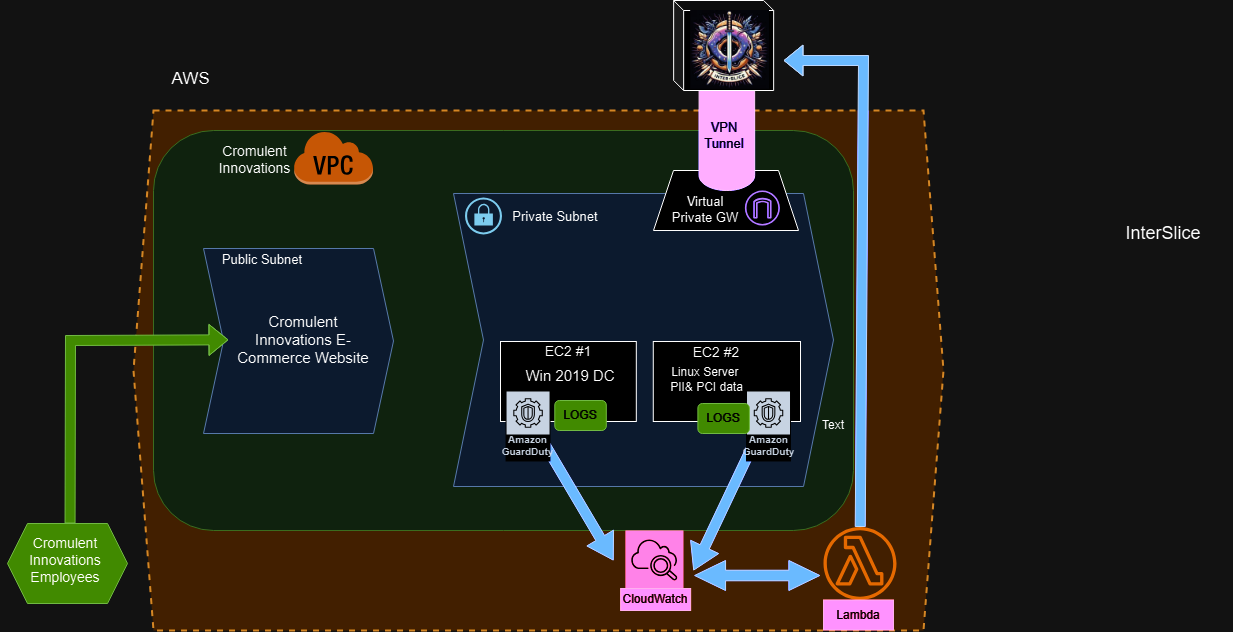 INTER-SLICE
AWS
VPN
Tunnel
Cromulent
Innovations
VPC
Virtual
Private GW
Private Subnet
InterSlice
Public Subnet
Cromulent
Innovations E-
Commerce Website
EC2 #1
Win 2019 DC
LOGS
Amazon
GuardDuty
EC2 #2
Linux Server
PII& PCI data
LOGS
Amazon
GuardDuty
Text
Cromulent
Innovations
Employees
CloudWatch
Lambda